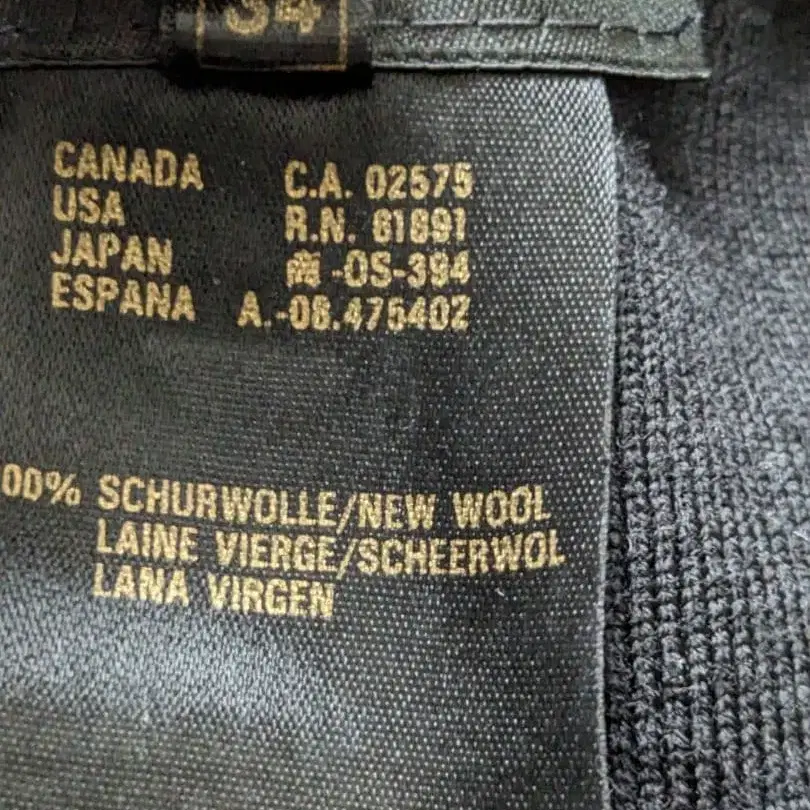 34
CANADA C.A. 02575
USA R.N. 61891
JAPAN 商-OS-394
ESPANA A.-08.475402
00% SCHURWOLLE/NEW WOOL
LAINE VIERGE/SCHEERWOL
LANA VIRGEN